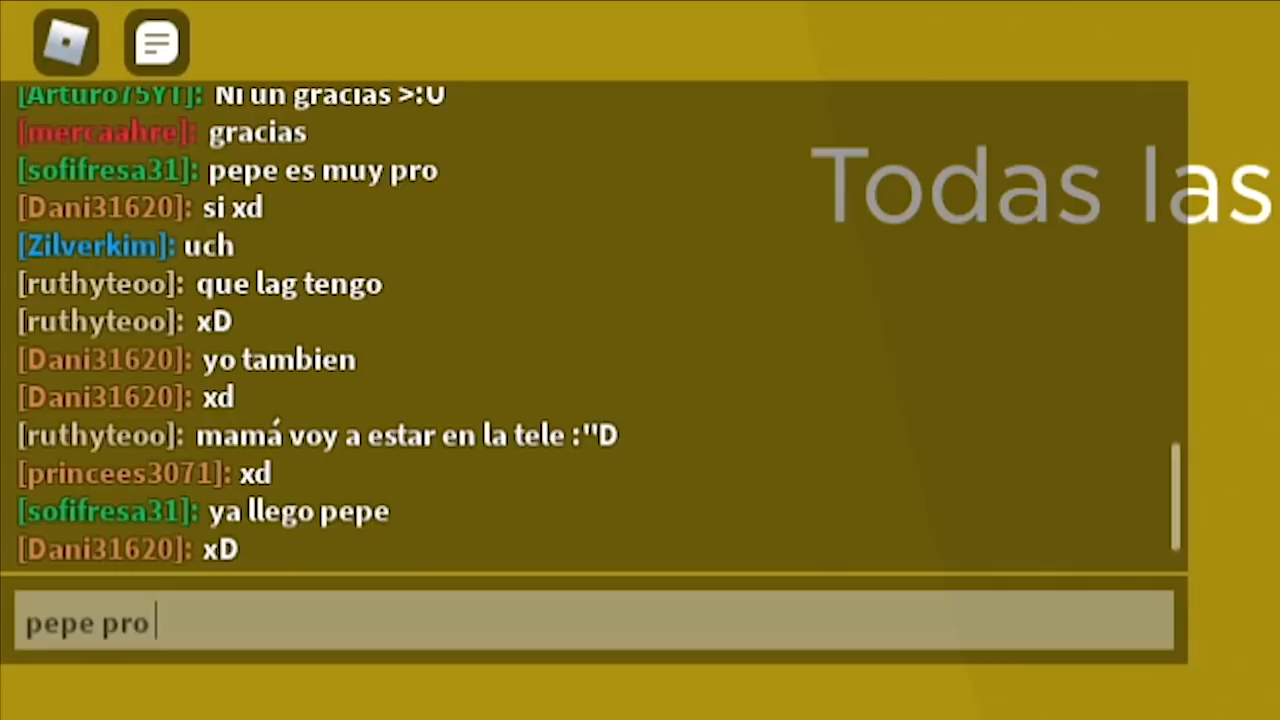 [Arturo75YT]: Ni un gracias >:U
[mercaahre]: gracias
[sofifresa31]: pepe es muy pro
[Dani31620]: si xd
[Zilverkim]: uch
[ruthyteoo]: que lag tengo
[ruthyteoo]: xD
[Dani31620]: yo tambien
[Dani31620]: xd
[ruthyteoo]: mamá voy a estar en la tele :"D
[princees3071]: xd
[sofifresa31]: ya llego pepe
[Dani31620]: xD
pepe pro
Todas las